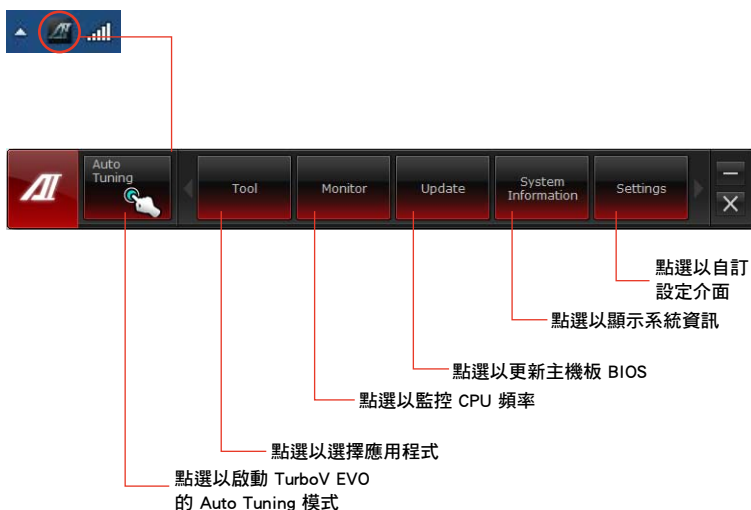 Auto
Tuning
Tool
Monitor
Update
System
Information
Settings
點選以自訂
設定介面
點選以顯示系統資訊
點選以更新主機板 BIOS
點選以監控 CPU 頻率
點選以選擇應用程式
點選以啟動 TurboV EVO
的 Auto Tuning 模式